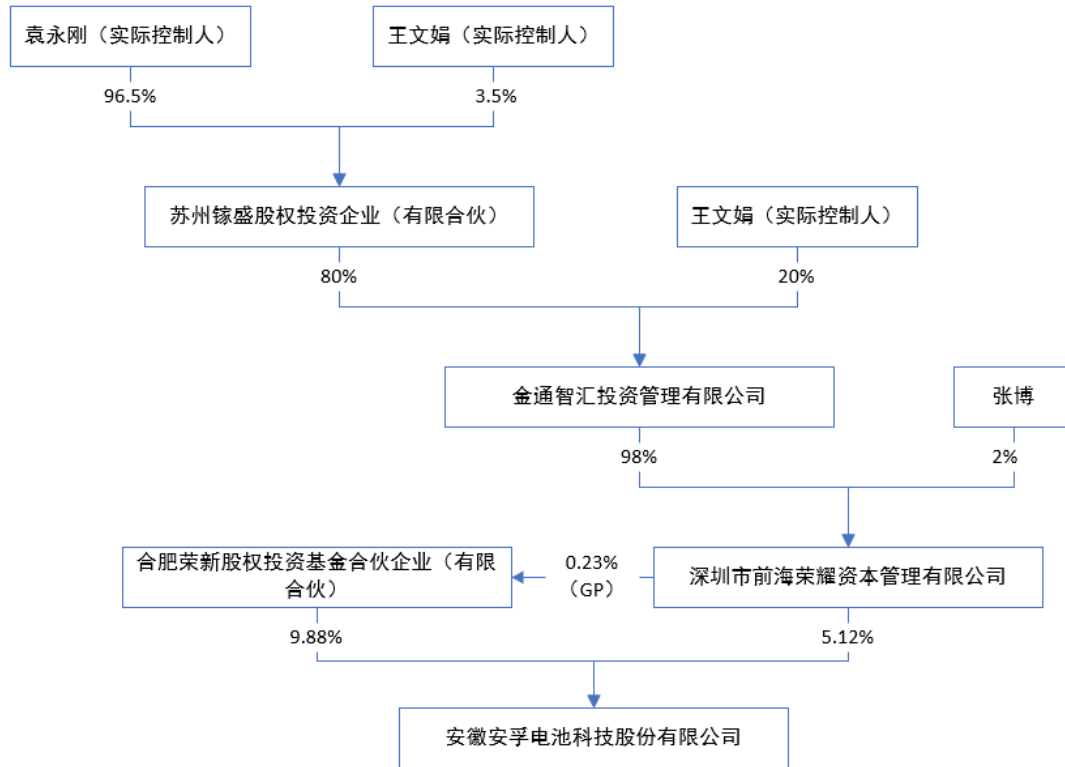 袁永刚（实际控制人）
王文娟（实际控制人）
96.5%
3.5%
苏州镓盛股权投资企业（有限合伙）
王文娟（实际控制人）
80%
20%
金通智汇投资管理有限公司
张博
98%
2%
合肥荣新股权投资基金合伙企业（有限
合伙）
0.23%
（GP）
深圳市前海荣耀资本管理有限公司
9.88%
5.12%
安徽安孚电池科技股份有限公司